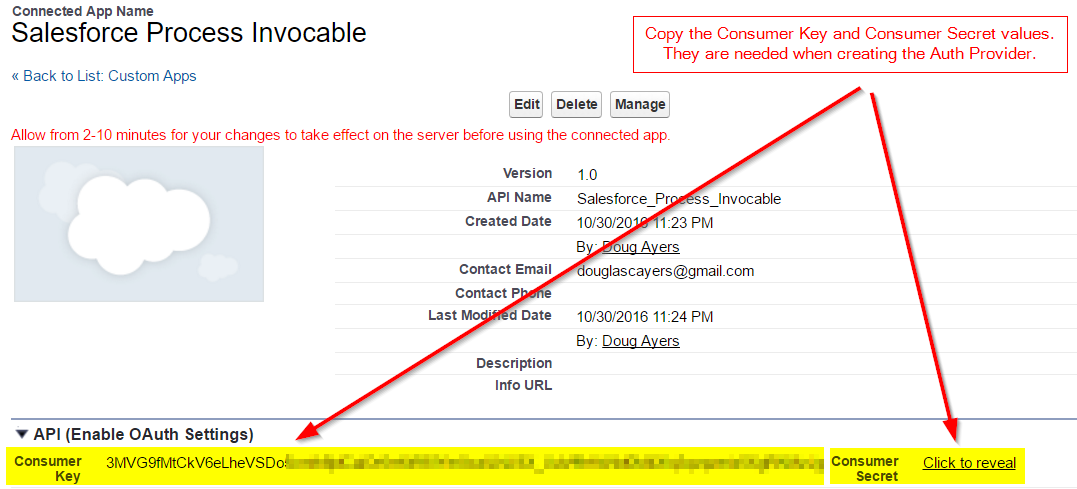 Connected App Name
Salesforce Process Invocable
Copy the Consumer Key and Consumer Secret values.
They are needed when creating the Auth Provider.
« Back to List: Custom Apps
Edit Delete Manage
Allow from 2-10 minutes for your changes to take effect on the server before using the connected app.
Version 1.0
API Name Salesforce_Process_Invocable
Created Date 10/30/2016 11:23 PM
By: Doug Ayers
Contact Email douglascayers@gmail.com
Contact Phone
Last Modified Date 10/30/2016 11:24 PM
By: Doug Ayers
Description
Info URL
API (Enable OAuth Settings)
Consumer Key 3MVG9fMtCkV6eLheVSDo
Consumer Secret Click to reveal